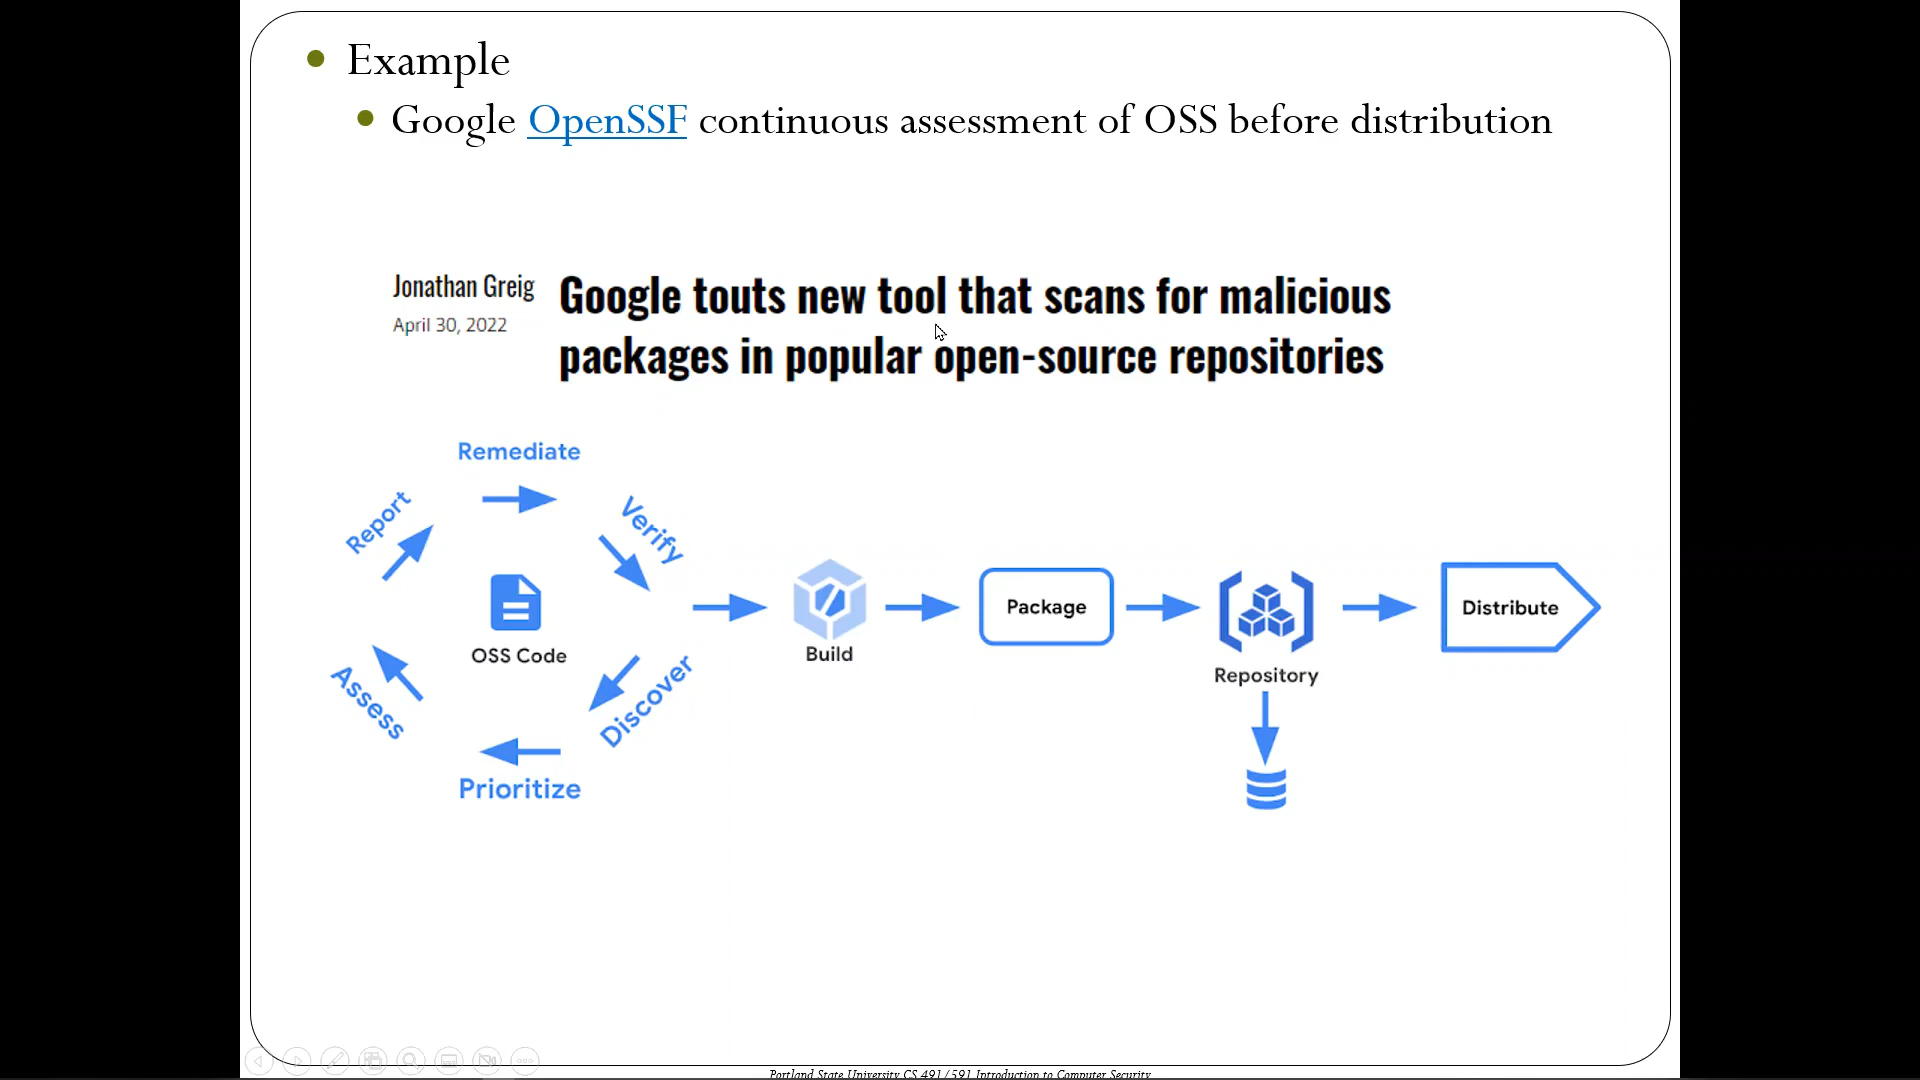 Example
Google OpenSSF continuous assessment of OSS before distribution
Jonathan Greig
April 30, 2022
Google touts new tool that scans for malicious
packages in popular open-source repositories
Remediate
Report
Verify
OSS Code
Assess
Discover
Prioritize
Build
Package
Repository
Distribute
Portland State University CS 491/591 Introduction to Computer Security